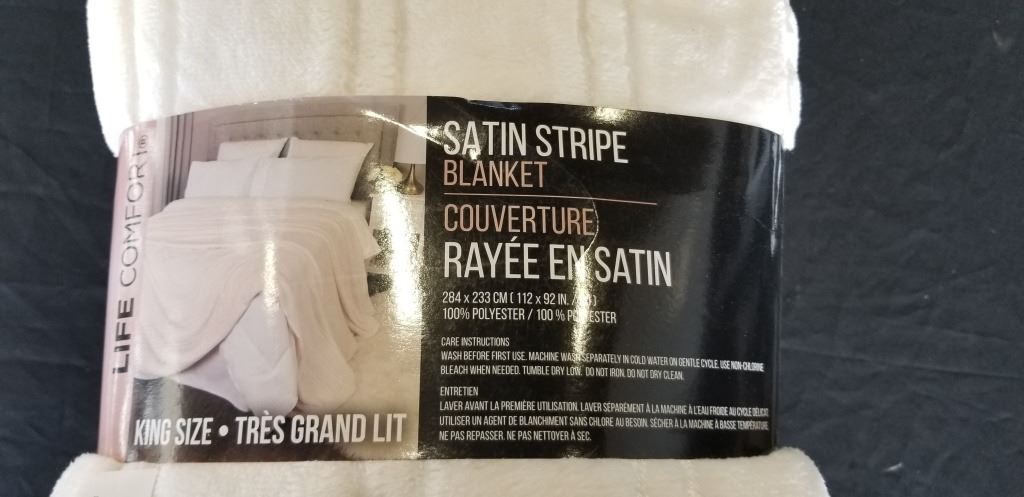 LIFE COMFORT®
SATIN STRIPE
BLANKET
COUVERTURE
RAYÉE EN SATIN
284 x 233 CM ( 112 x 92 IN. / )
100% POLYESTER / 100 % POLYESTER
CARE INSTRUCTIONS
WASH BEFORE FIRST USE. MACHINE WASH SEPARATELY IN COLD WATER ON GENTLE CYCLE. USE NON-CHLORINE
BLEACH WHEN NEEDED. TUMBLE DRY LOW. DO NOT IRON. DO NOT DRY CLEAN.
ENTRETIEN
LAVER AVANT LA PREMIÈRE UTILISATION. LAVER SÉPARÉMENT À LA MACHINE À L'EAU FROIDE AU CYCLE DÉLICAT.
UTILISER UN AGENT DE BLANCHIMENT SANS CHLORE AU BESOIN. SÉCHER À LA MACHINE À BASSE TEMPÉRATURE.
NE PAS REPASSER. NE PAS NETTOYER À SEC.
KING SIZE • TRÈS GRAND LIT